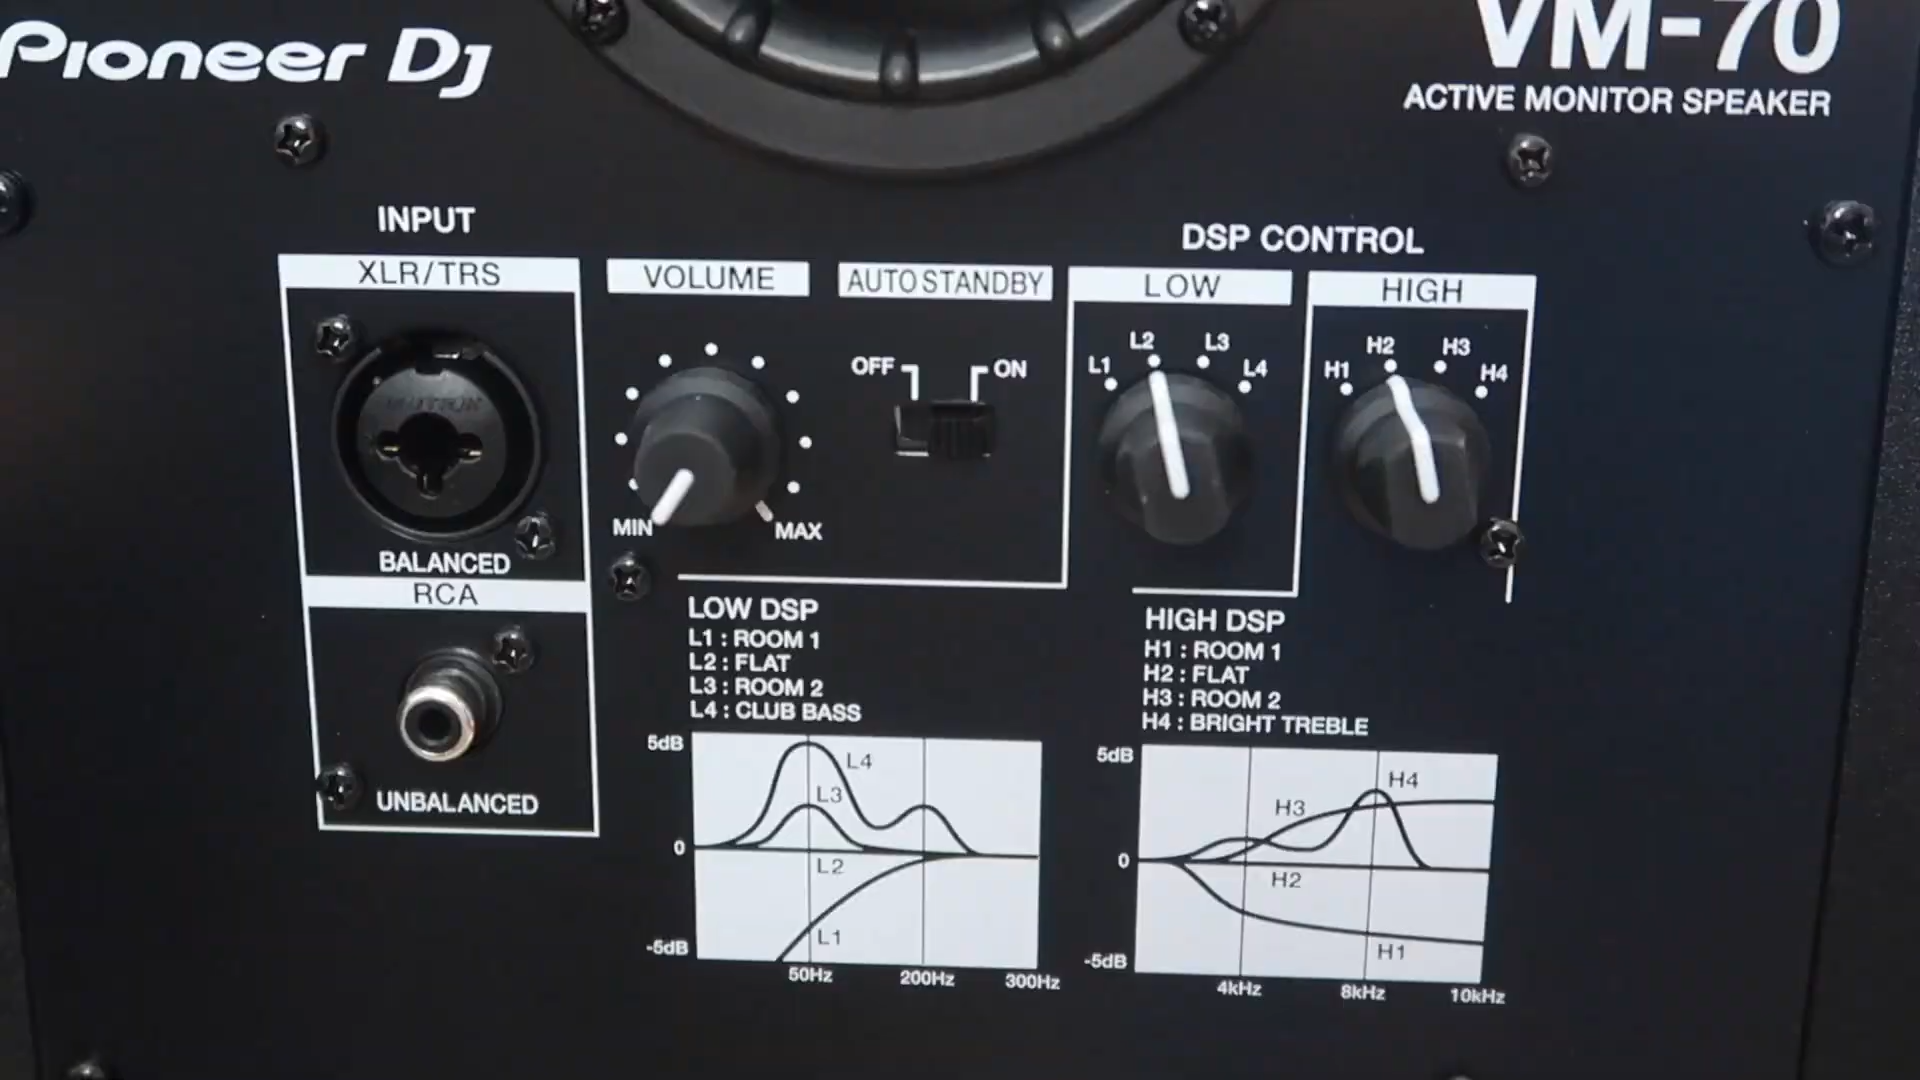 Pioneer Dj
VM-70
ACTIVE MONITOR SPEAKER
INPUT
XLR/TRS
BALANCED
RCA
UNBALANCED
VOLUME
MIN
MAX
AUTO STANDBY
OFF
ON
DSP CONTROL
LOW
L1
L2
L3
L4
HIGH
H1
H2
H3
H4
LOW DSP
L1 : ROOM 1
L2 : FLAT
L3 : ROOM 2
L4 : CLUB BASS
5dB
0
-5dB
L4
L3
L2
L1
50Hz
200Hz
300Hz
HIGH DSP
H1 : ROOM 1
H2 : FLAT
H3 : ROOM 2
H4 : BRIGHT TREBLE
5dB
0
-5dB
H4
H3
H2
H1
4kHz
8kHz
10kHz